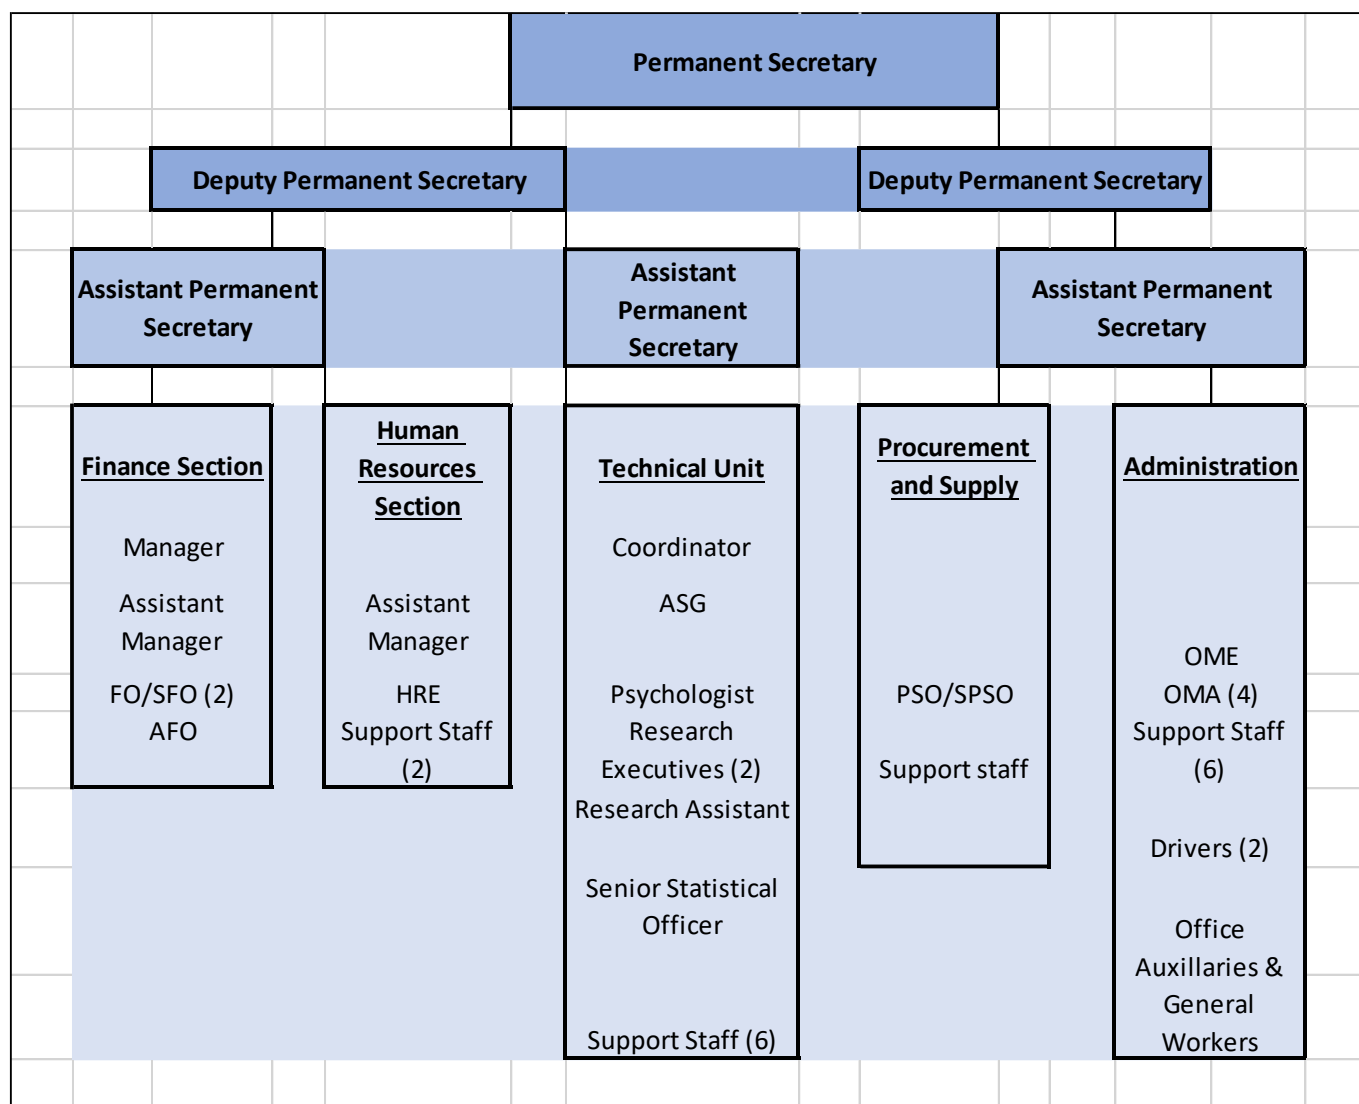 Permanent Secretary
Deputy Permanent Secretary
Deputy Permanent Secretary
Assistant Permanent
Secretary
Assistant
Permanent
Secretary
Assistant Permanent
Secretary
Finance Section
Manager
Assistant
Manager
FO/SFO (2)
AFO
Human
Resources
Section
Assistant
Manager
HRE
Support Staff
(2)
Technical Unit
Coordinator
ASG
Psychologist
Research
Executives (2)
Research Assistant
Senior Statistical
Officer
Support Staff (6)
Procurement
and Supply
PSO/SPSO
Support staff
Administration
OME
OMA (4)
Support Staff
(6)
Drivers (2)
Office
Auxillaries &
General
Workers